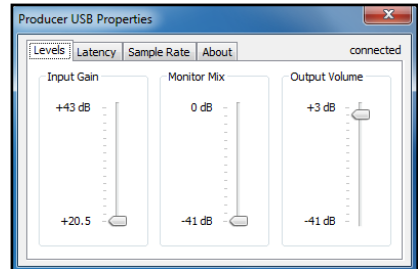 Producer USB Properties
x
Levels Latency Sample Rate About connected
Input Gain Monitor Mix Output Volume
+43 dB 0 dB +3 dB
+20.5 -41 dB -41 dB